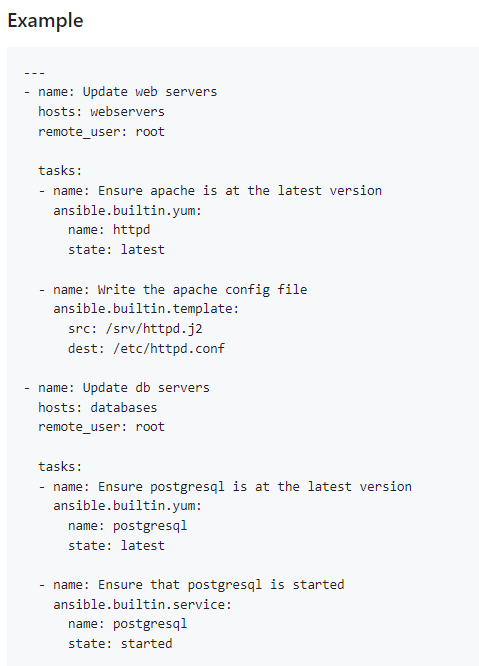 Example
---
- name: Update web servers
  hosts: webservers
  remote_user: root

  tasks:
  - name: Ensure apache is at the latest version
    ansible.builtin.yum:
      name: httpd
      state: latest

  - name: Write the apache config file
    ansible.builtin.template:
      src: /srv/httpd.j2
      dest: /etc/httpd.conf

- name: Update db servers
  hosts: databases
  remote_user: root

  tasks:
  - name: Ensure postgresql is at the latest version
    ansible.builtin.yum:
      name: postgresql
      state: latest

  - name: Ensure that postgresql is started
    ansible.builtin.service:
      name: postgresql
      state: started